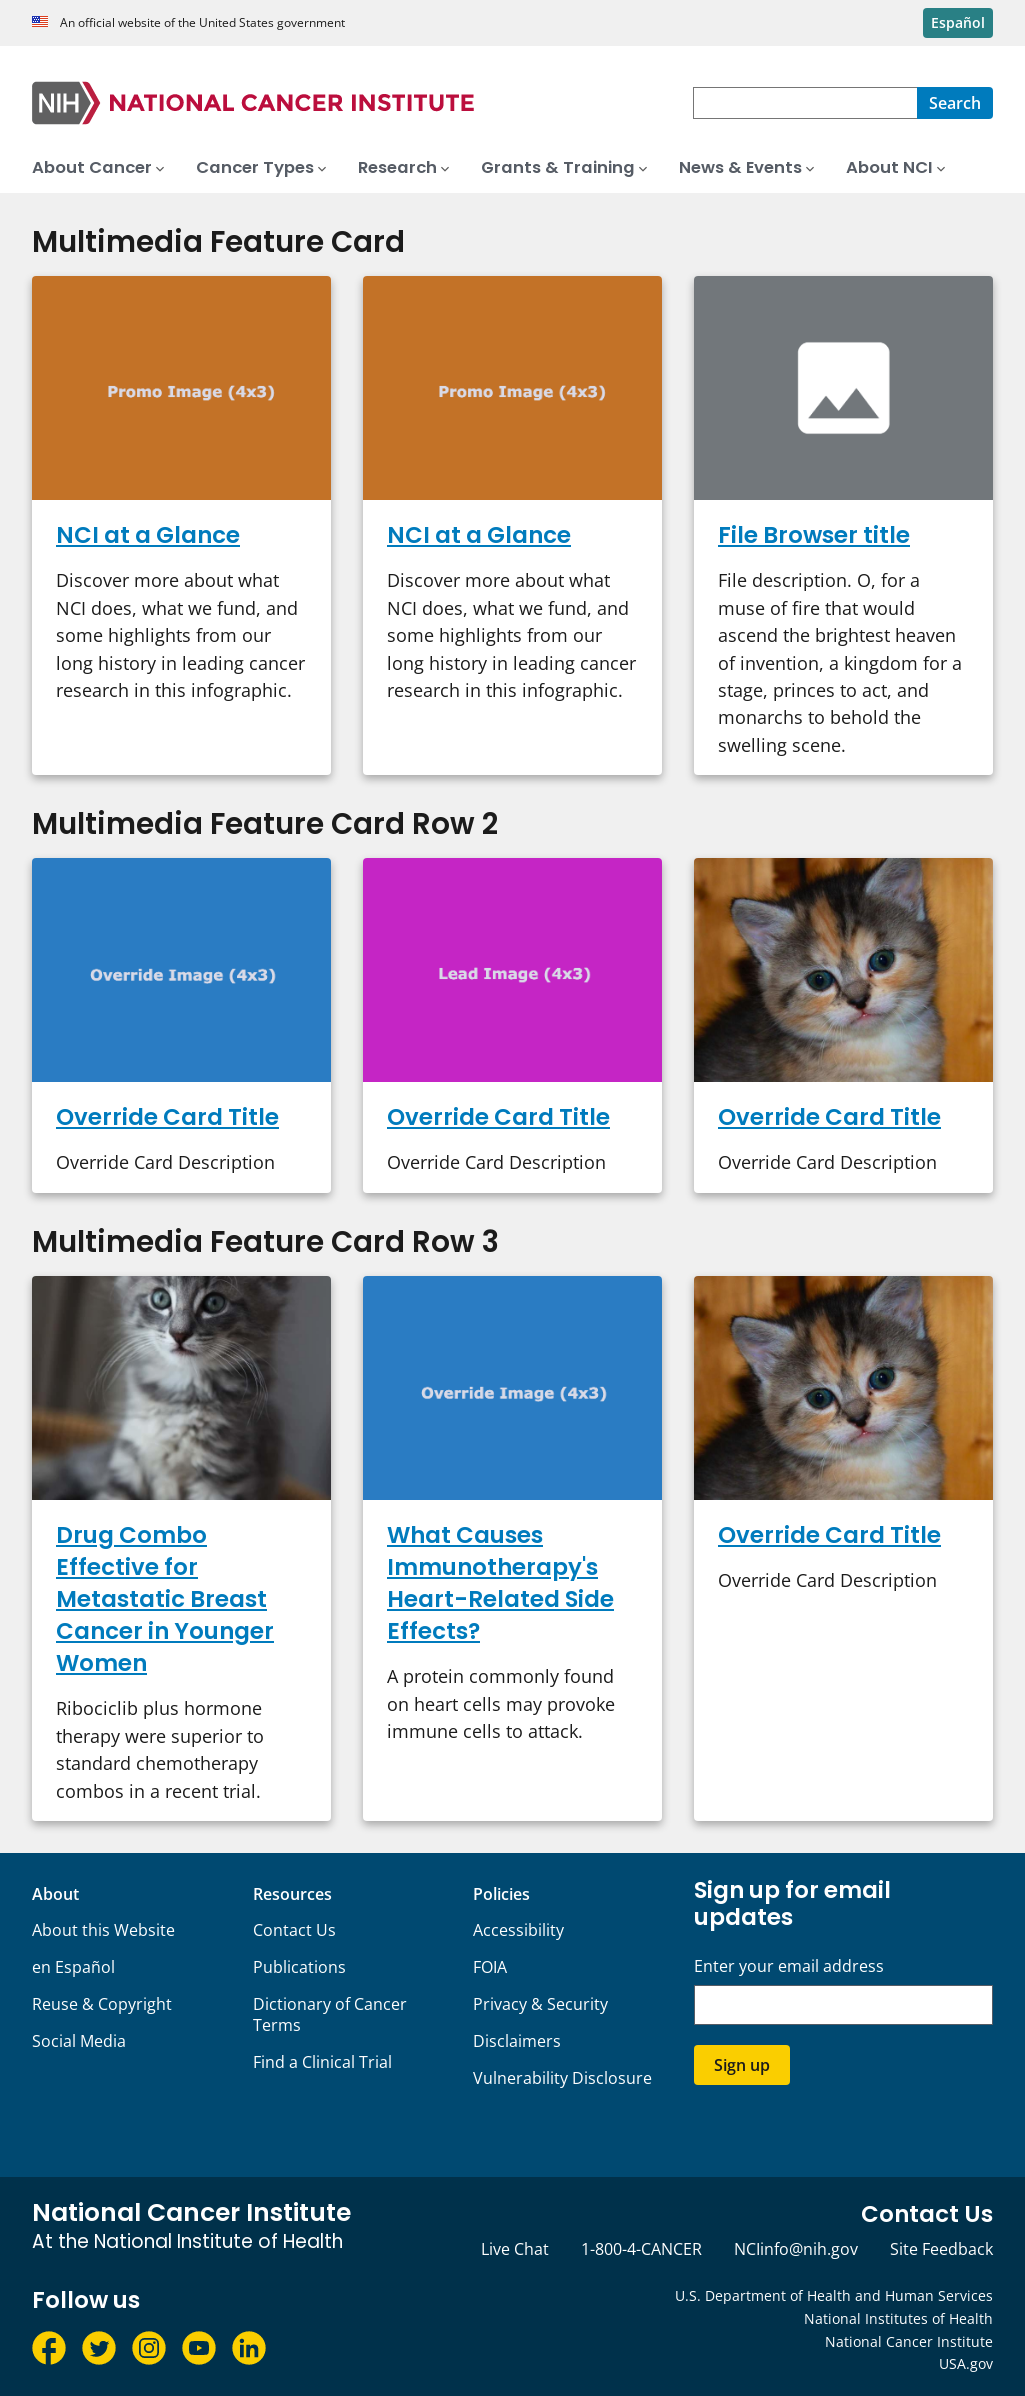 An official website of the United States government
Español
NIH NATIONAL CANCER INSTITUTE
Search
About Cancer
Cancer Types
Research
Grants & Training
News & Events
About NCI
Multimedia Feature Card
Promo Image (4x3)
NCI at a Glance
Discover more about what
NCI does, what we fund, and
some highlights from our
long history in leading cancer
research in this infographic.
Promo Image (4x3)
NCI at a Glance
Discover more about what
NCI does, what we fund, and
some highlights from our
long history in leading cancer
research in this infographic.
File Browser title
File description. O, for a
muse of fire that would
ascend the brightest heaven
of invention, a kingdom for a
stage, princes to act, and
monarchs to behold the
swelling scene.
Multimedia Feature Card Row 2
Override Image (4x3)
Override Card Title
Override Card Description
Lead Image (4x3)
Override Card Title
Override Card Description
Override Card Title
Override Card Description
Multimedia Feature Card Row 3
Drug Combo
Effective for
Metastatic Breast
Cancer in Younger
Women
Ribociclib plus hormone
therapy were superior to
standard chemotherapy
combos in a recent trial.
Override Image (4x3)
What Causes
Immunotherapy's
Heart-Related Side
Effects?
A protein commonly found
on heart cells may provoke
immune cells to attack.
Override Card Title
Override Card Description
About
About this Website
en Español
Reuse & Copyright
Social Media
Resources
Contact Us
Publications
Dictionary of Cancer
Terms
Find a Clinical Trial
Policies
Accessibility
FOIA
Privacy & Security
Disclaimers
Vulnerability Disclosure
Sign up for email
updates
Enter your email address
Sign up
National Cancer Institute
At the National Institute of Health
Follow us
Contact Us
Live Chat
1-800-4-CANCER
NCIinfo@nih.gov
Site Feedback
U.S. Department of Health and Human Services
National Institutes of Health
National Cancer Institute
USA.gov